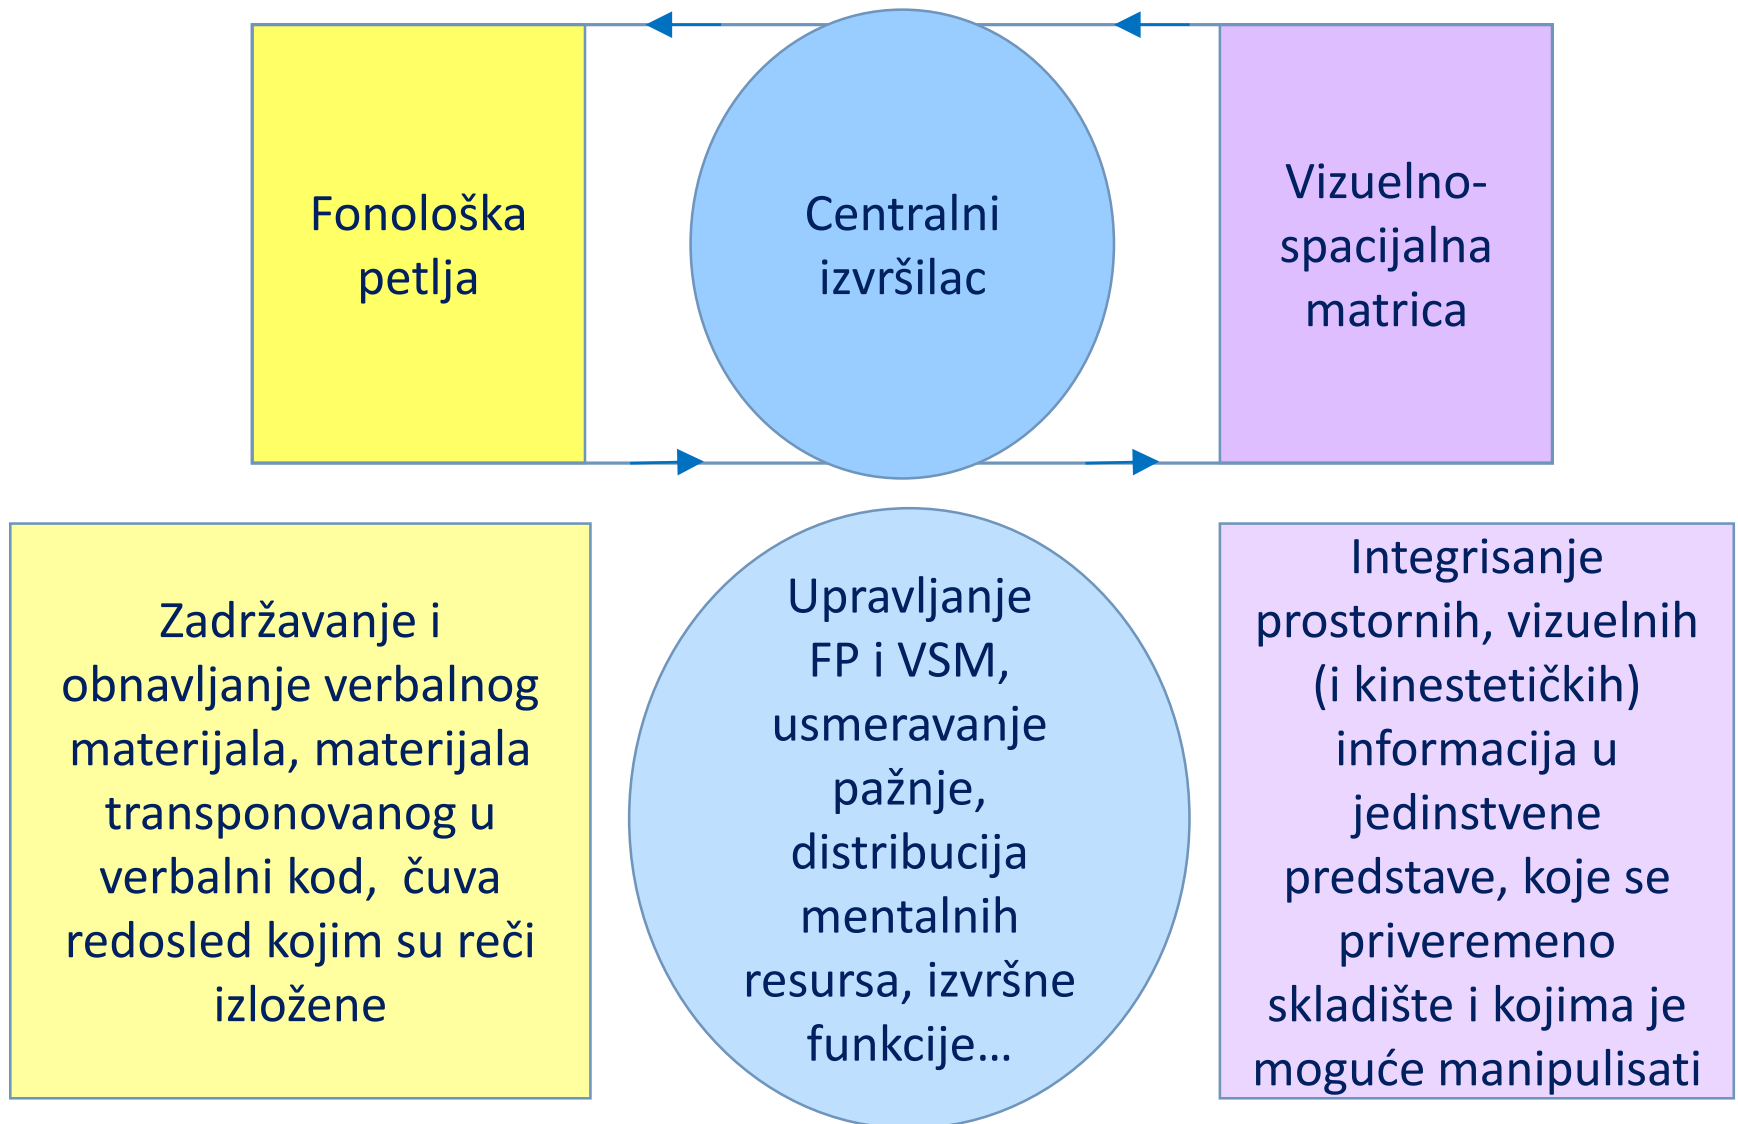 Fonološka
petlja
Centralni
izvršilac
Vizuelno-
spacijalna
matrica
Zadržavanje i
obnavljanje verbalnog
materijala, materijala
transponovanog u
verbalni kod,  čuva
redosled kojim su reči
izložene
Upravljanje
FP i VSM,
usmeravanje
pažnje,
distribucija
mentalnih
resursa, izvršne
funkcije…
Integrisanje
prostornih, vizuelnih
(i kinestetičkih)
informacija u
jedinstvene
predstave, koje se
priveremeno
skladište i kojima je
moguće manipulisati